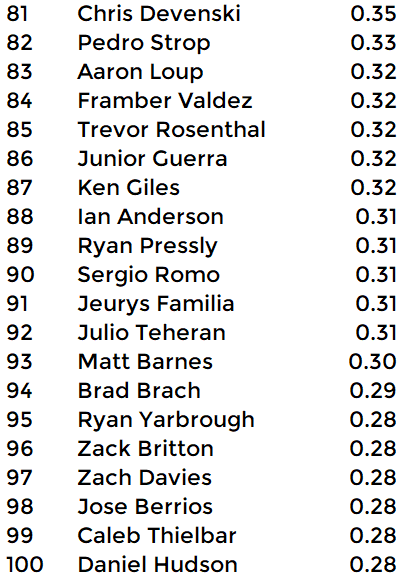 81 Chris Devenski 0.35
82 Pedro Strop 0.33
83 Aaron Loup 0.32
84 Framber Valdez 0.32
85 Trevor Rosenthal 0.32
86 Junior Guerra 0.32
87 Ken Giles 0.32
88 Ian Anderson 0.31
89 Ryan Pressly 0.31
90 Sergio Romo 0.31
91 Jeurys Familia 0.31
92 Julio Teheran 0.31
93 Matt Barnes 0.30
94 Brad Brach 0.29
95 Ryan Yarbrough 0.28
96 Zack Britton 0.28
97 Zach Davies 0.28
98 Jose Berrios 0.28
99 Caleb Thielbar 0.28
100 Daniel Hudson 0.28